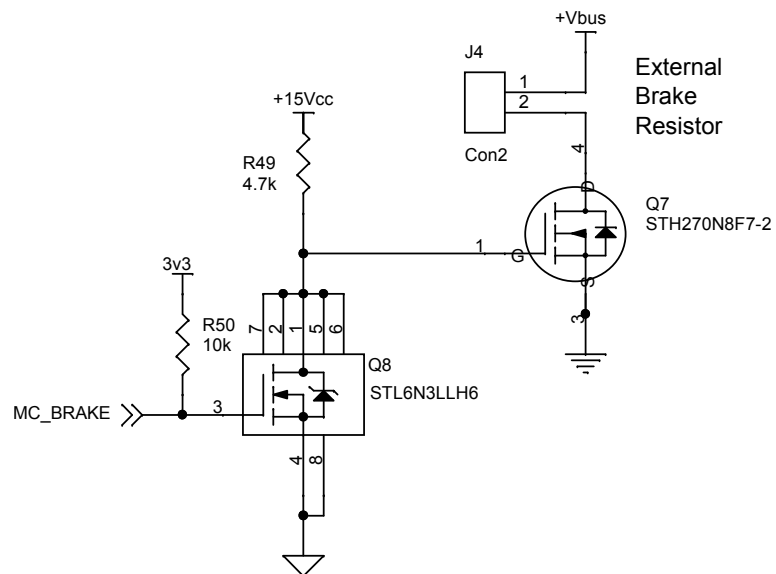 +Vbus
J4
External
Brake
Resistor
1
2
+15Vcc
Con2
R49
4.7k
4
D
Q7
STH270N8F7-2
1
G
S
3v3
3
R50
10k
7
2
1
5
6
Q8
STL6N3LLH6
MC_BRAKE
3
4
8